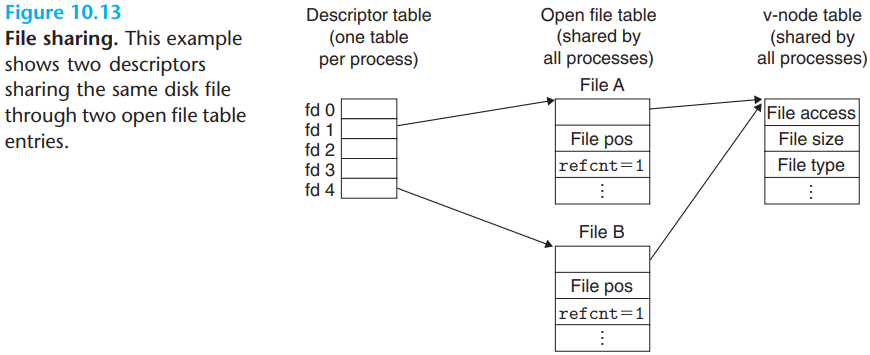 Figure 10.13
File sharing. This example
shows two descriptors
sharing the same disk file
through two open file table
entries.
Descriptor table
(one table
per process)
Open file table
(shared by
all processes)
v-node table
(shared by
all processes)
fd 0
fd 1
fd 2
fd 3
fd 4
File A
File pos
refcnt=1
⋮
File B
File pos
refcnt=1
⋮
File access
File size
File type
⋮